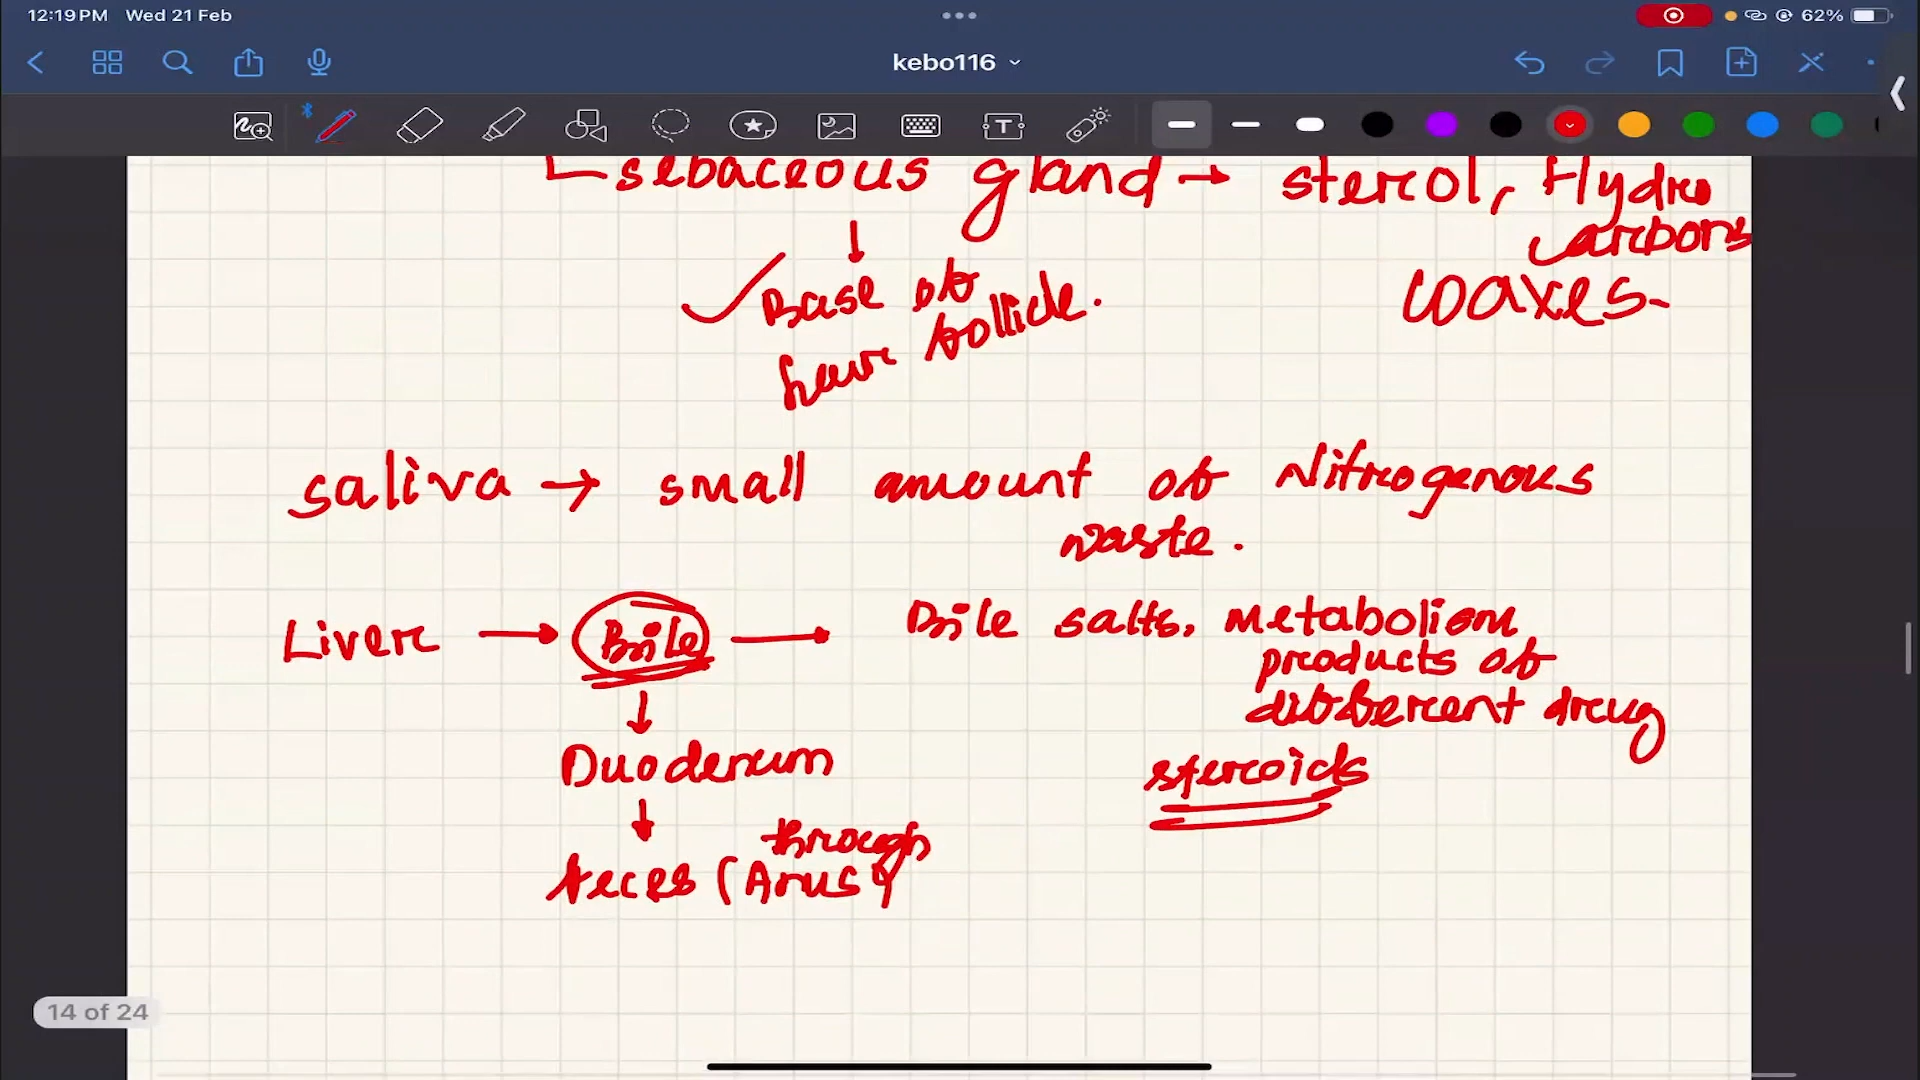 12:19 PM Wed 21 Feb
62%
kebo116
sebaceous gland → sterol, Hydro
carbons
waxes
✓ Base of
hair follicle.
saliva → small amount of Nitrogenous
waste.
Liver → Bile → Bile salts, metabolism
products of
different drug
steroids
↓
Duodenum
↓
through
feces (Anus)
14 of 24